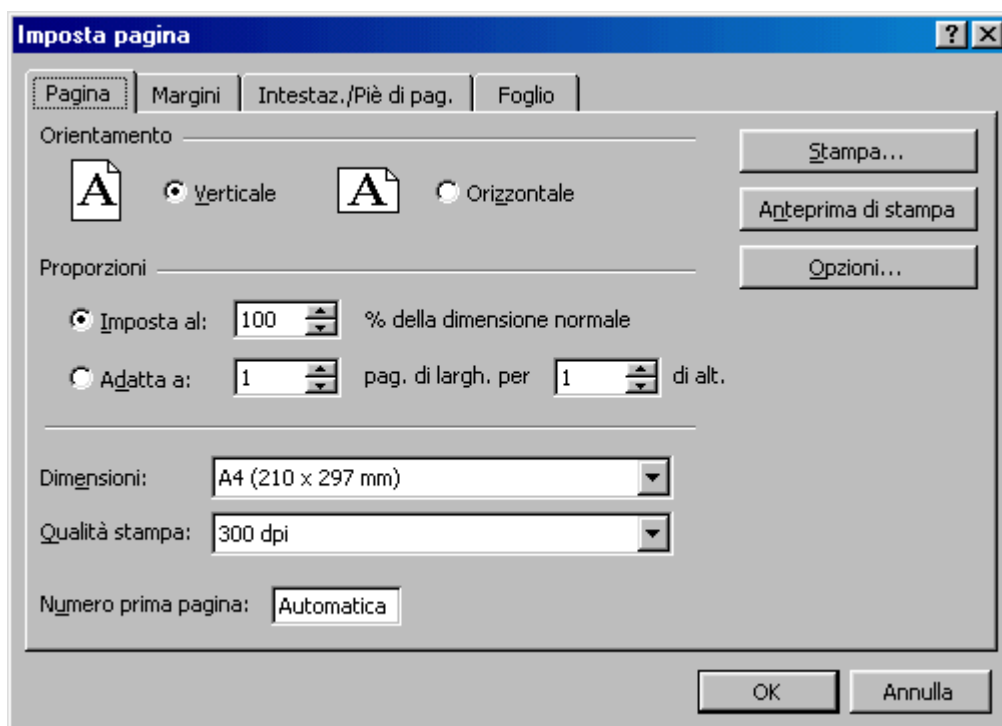 Imposta pagina
Pagina Margini Intestaz./Piè di pag. Foglio
Orientamento
A Verticale A Orizzontale
Stampa...
Anteprima di stampa
Opzioni...
Proporzioni
Imposta al: 100 % della dimensione normale
Adatta a: 1 pag. di largh. per 1 di alt.
Dimensioni: A4 (210 x 297 mm)
Qualità stampa: 300 dpi
Numero prima pagina: Automatica
OK Annulla